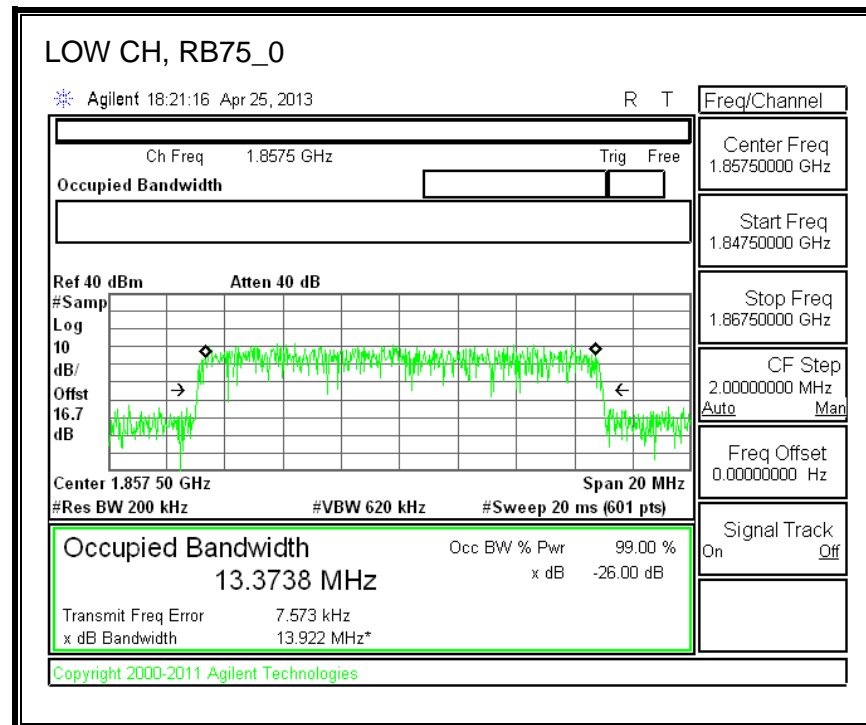 LOW CH, RB75_0
Agilent 18:21:16 Apr 25, 2013 R T
Freq/Channel
Ch Freq 1.8575 GHz Trig Free
Occupied Bandwidth
Center Freq
1.85750000 GHz
Start Freq
1.84750000 GHz
Stop Freq
1.86750000 GHz
CF Step
2.00000000 MHz
Auto Man
Freq Offset
0.00000000 Hz
Signal Track
On Off
Ref 40 dBm Atten 40 dB
#Samp
Log
10
dB/
Offst
16.7
dB
Center 1.857 50 GHz Span 20 MHz
#Res BW 200 kHz #VBW 620 kHz #Sweep 20 ms (601 pts)
Occupied Bandwidth Occ BW % Pwr 99.00 %
13.3738 MHz x dB -26.00 dB
Transmit Freq Error 7.573 kHz
x dB Bandwidth 13.922 MHz*
Copyright 2000-2011 Agilent Technologies